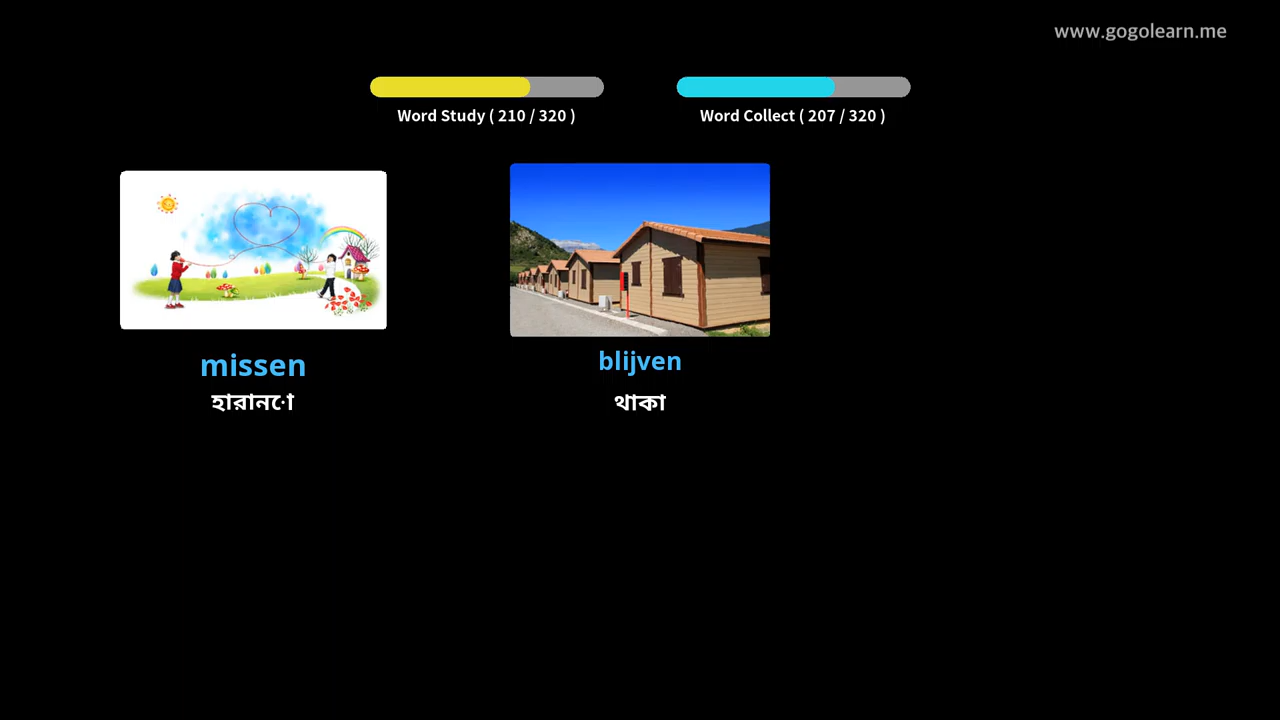 www.gogolearn.me
Word Study ( 210 / 320 )
Word Collect ( 207 / 320 )
missen
হারানো
blijven
থাকা